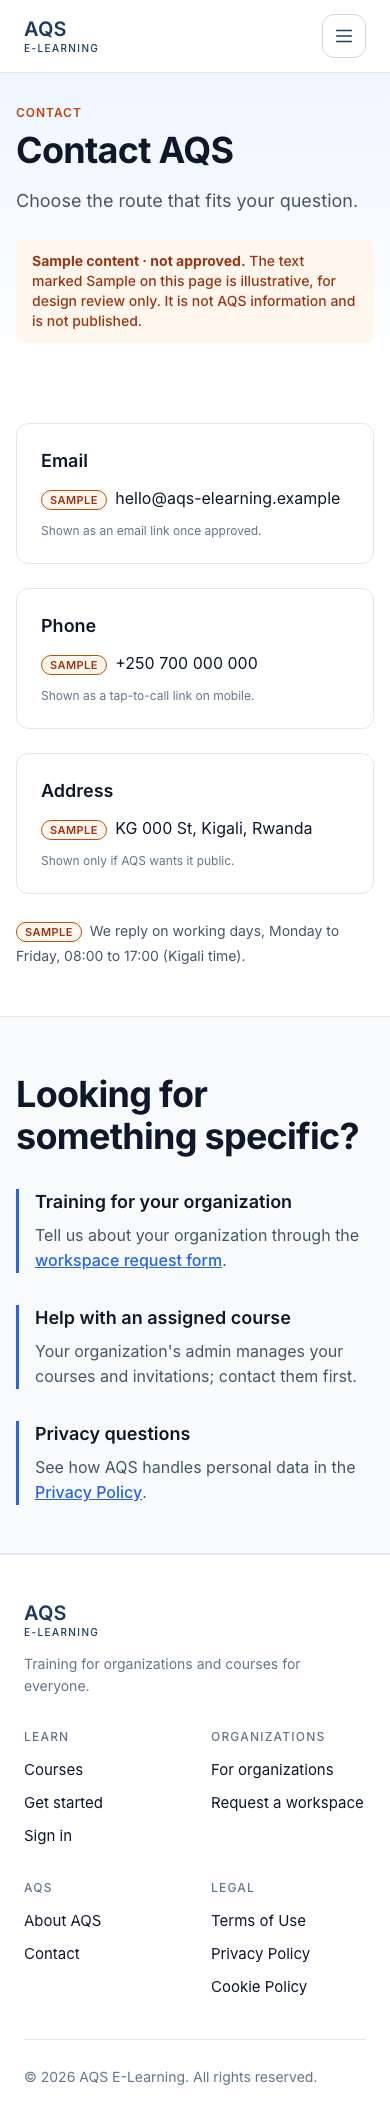 AQS
E-LEARNING
CONTACT
Contact AQS
Choose the route that fits your question.
Sample content · not approved. The text
marked Sample on this page is illustrative, for
design review only. It is not AQS information and
is not published.
Email
SAMPLE hello@aqs-elearning.example
Shown as an email link once approved.
Phone
SAMPLE +250 700 000 000
Shown as a tap-to-call link on mobile.
Address
SAMPLE KG 000 St, Kigali, Rwanda
Shown only if AQS wants it public.
SAMPLE We reply on working days, Monday to
Friday, 08:00 to 17:00 (Kigali time).
Looking for
something specific?
Training for your organization
Tell us about your organization through the
workspace request form.
Help with an assigned course
Your organization's admin manages your
courses and invitations; contact them first.
Privacy questions
See how AQS handles personal data in the
Privacy Policy.
AQS
E-LEARNING
Training for organizations and courses for
everyone.
LEARN
Courses
Get started
Sign in
ORGANIZATIONS
For organizations
Request a workspace
AQS
About AQS
Contact
LEGAL
Terms of Use
Privacy Policy
Cookie Policy
© 2026 AQS E-Learning. All rights reserved.